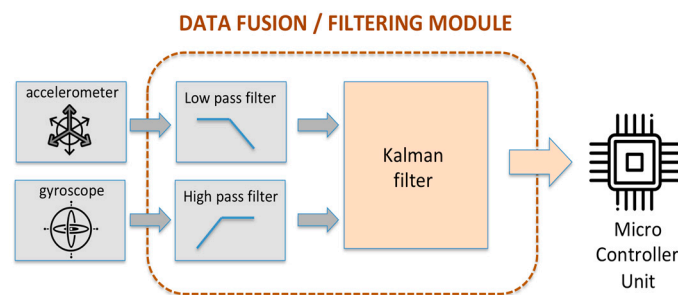 DATA FUSION / FILTERING MODULE
accelerometer
Low pass filter
gyroscope
High pass filter
Kalman
filter
Micro
Controller
Unit